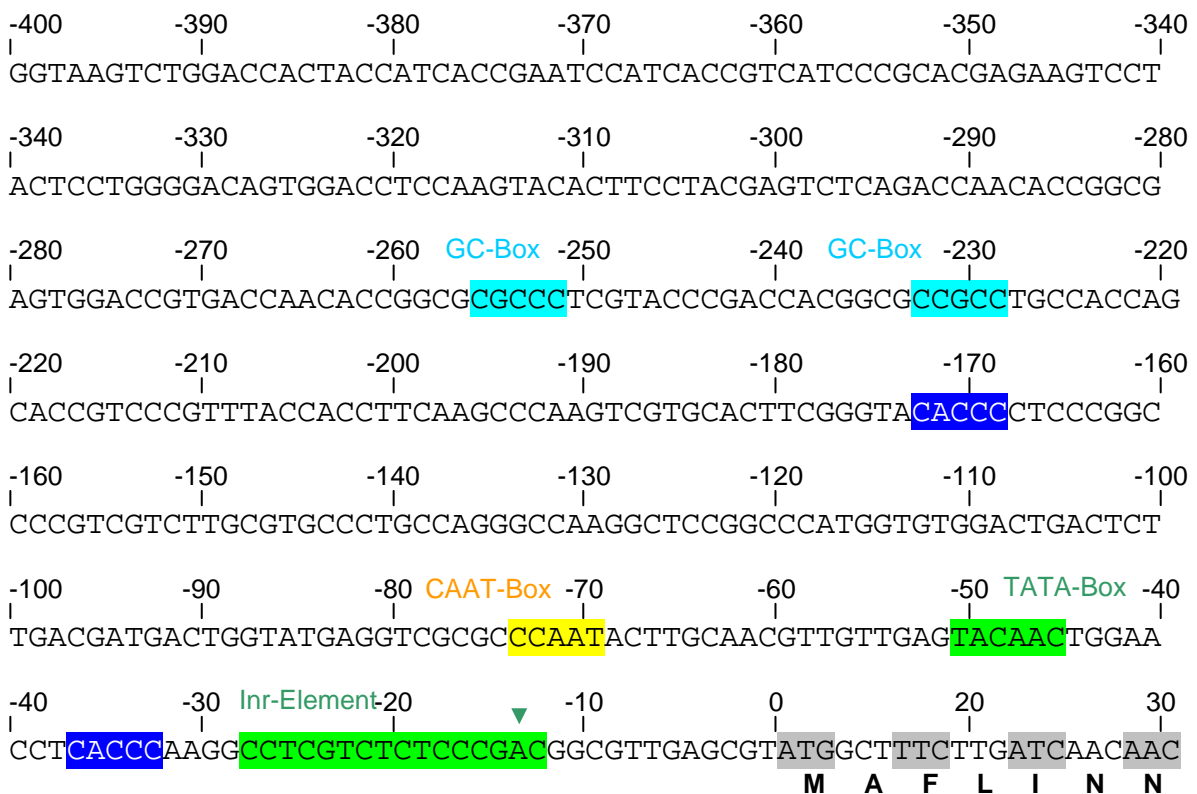 -400 -390 -380 -370 -360 -350 -340
GGTAAGTCTGGACCACTACCATCACCGAATCCATCACCGTCATCCCGCACGAGAAGTCCT
-340 -330 -320 -310 -300 -290 -280
ACTCCTGGGGACAGTGGACCTCCAAGTACACTTCCTACGAGTCTCAGACCAACACCGGCG
-280 -270 -260 GC-Box -250 -240 GC-Box -230 -220
AGTGGACCGTGACCAACACCGGCGCGCCCTCGTACCCGACCACGGCGCCGCCTGCCACCAG
-220 -210 -200 -190 -180 -170 -160
CACCGTCCCGTTTACCACCTTCAAGCCCAAGTCGTGCACTTCGGGTACACCCCTCCCGGC
-160 -150 -140 -130 -120 -110 -100
CCCGTCGTCTTGCGTGCCCTGCCAGGGCCAAGGCTCCGGCCCATGGTGTGGACTGACTCT
-100 -90 -80 CAAT-Box -70 -60 -50 TATA-Box -40
TGACGATGACTGGTATGAGGTCGCGCCCAATACTTGCAACGTTGTTGAGTACAACTGGAA
-40 -30 Inr-Element -20 -10 0 20 30
CCTCACCCAAGGCCTCGTCTCTCCCGACGGCGTTGAGCGTATGGCTTTCTTGATCAACAAC
M A F L I N N